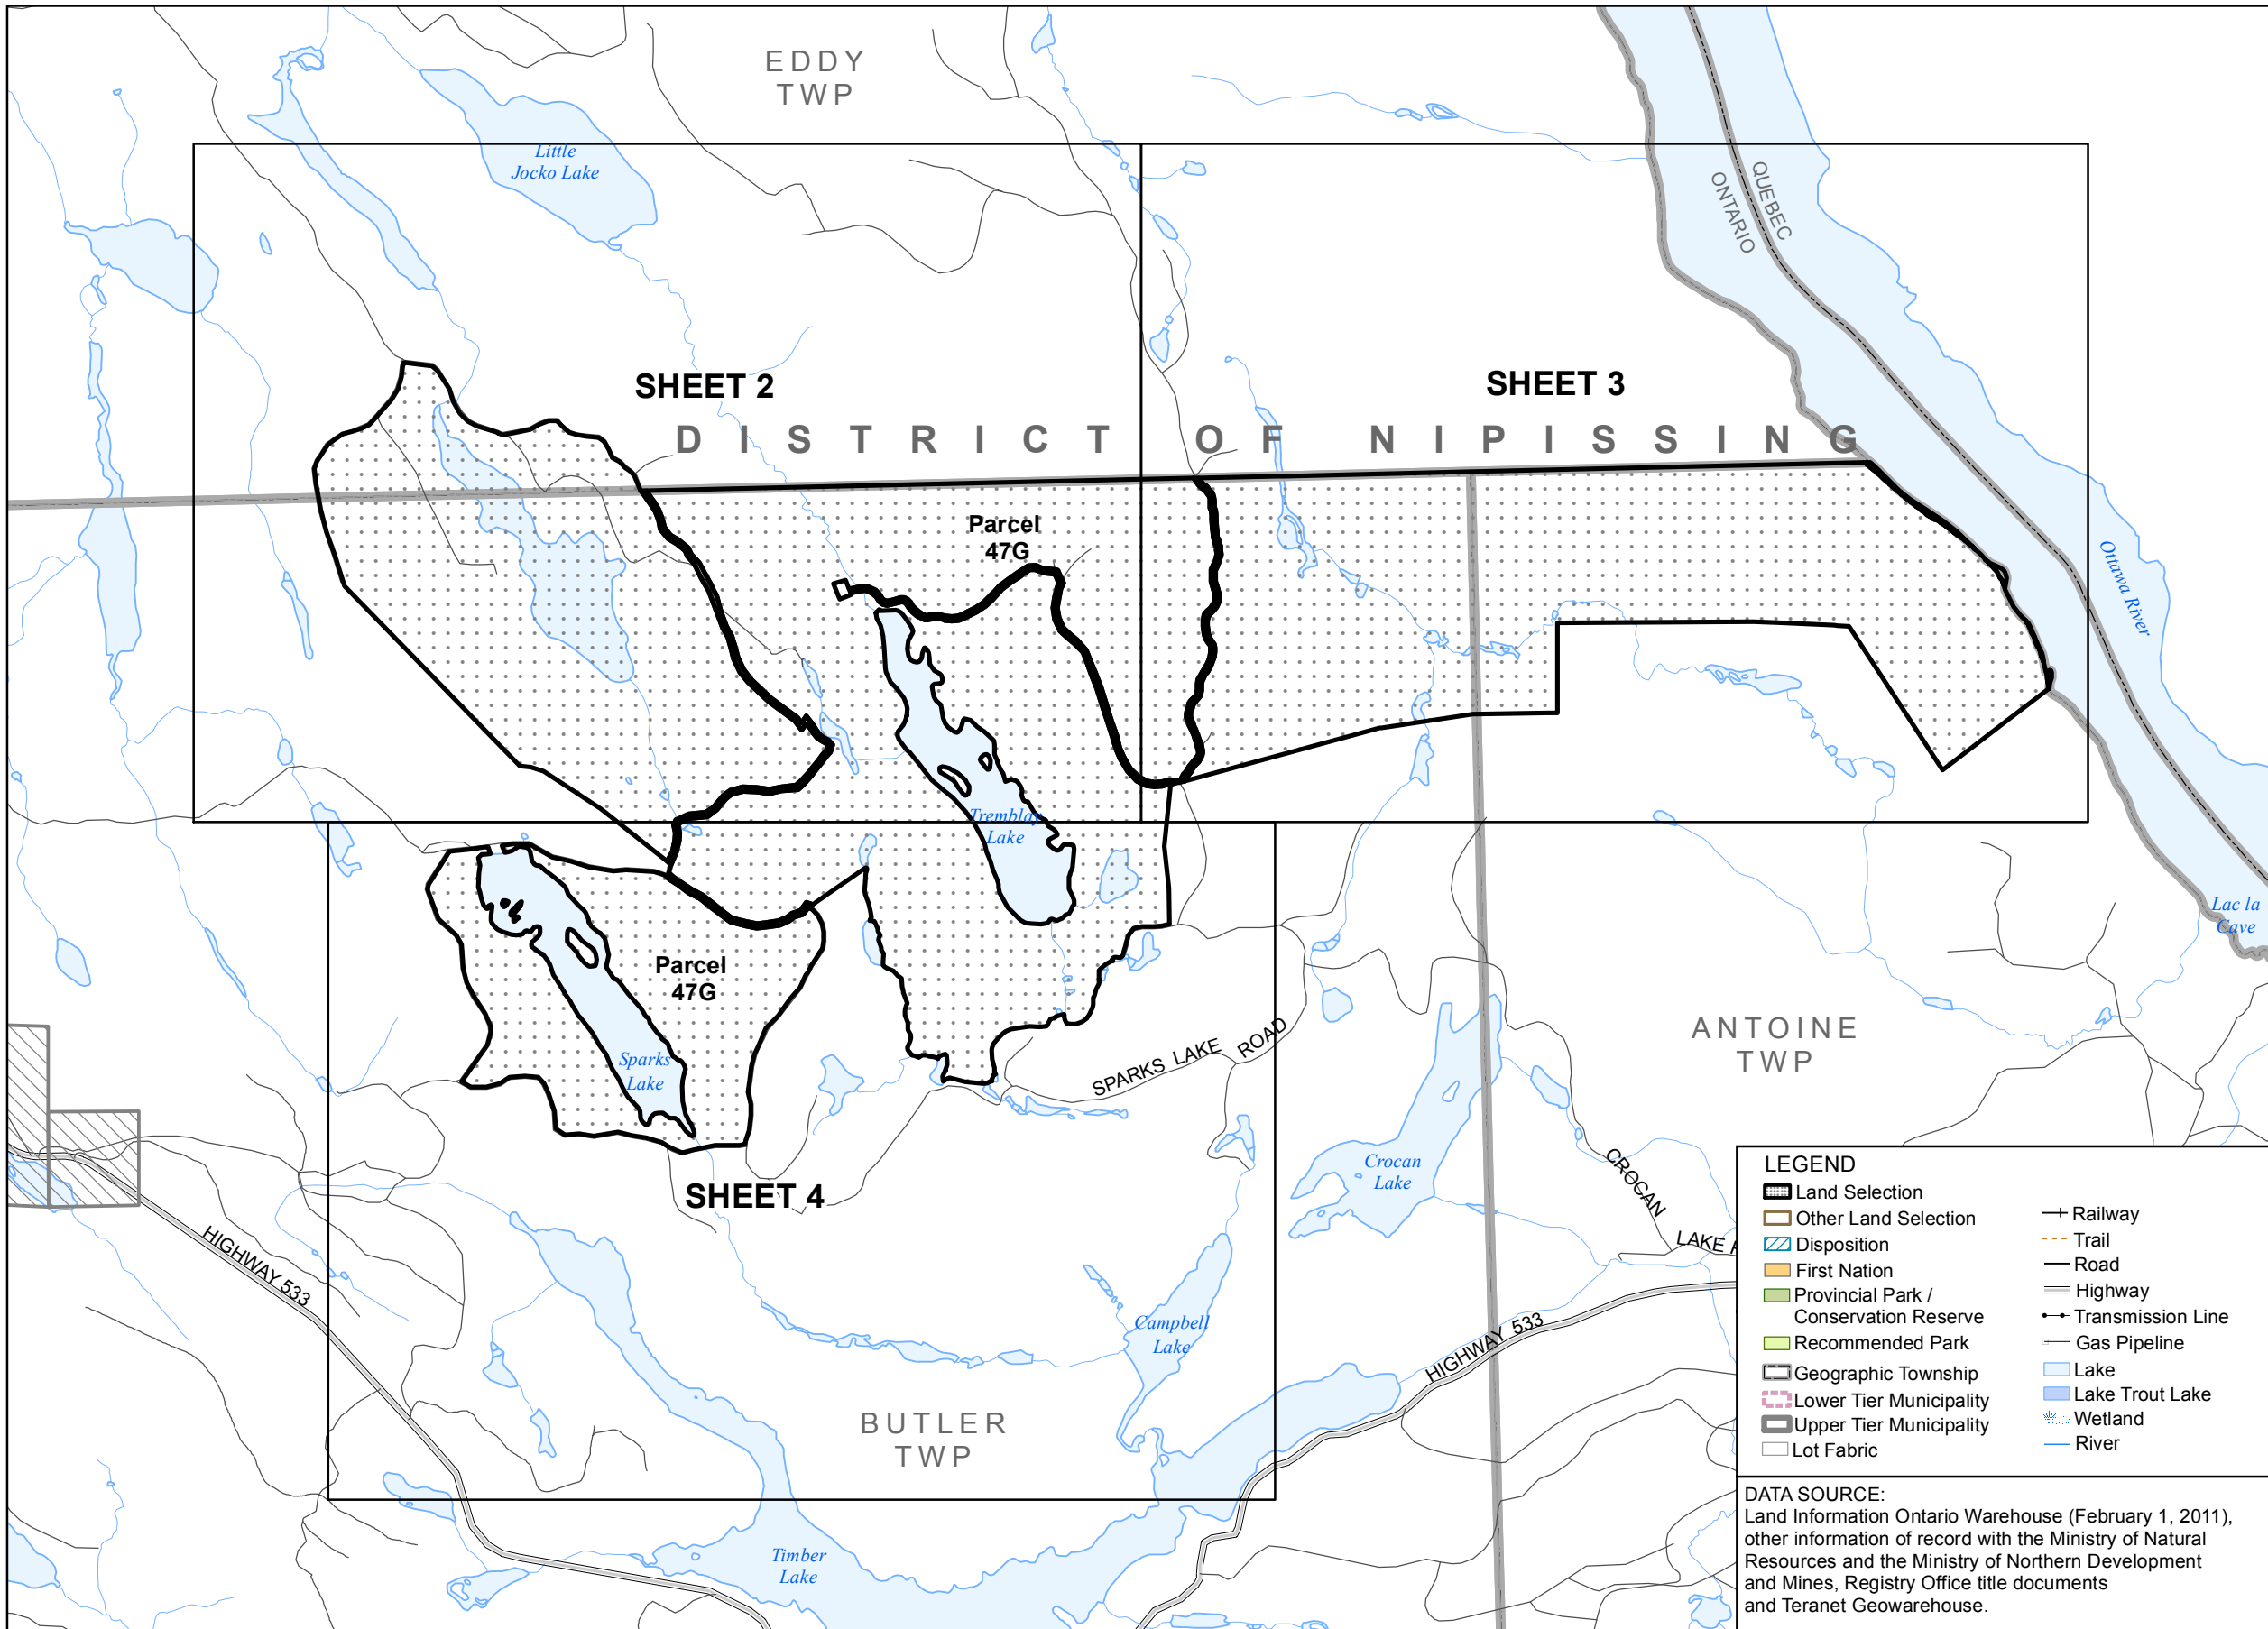 EDDY
TWP
Little
Jocko Lake
QUEBEC
ONTARIO
SHEET 2
SHEET 3
DISTRICT OF NIPISSING
Parcel
47G
Ottawa River
Tremblay
Lake
Lac la
Cave
Parcel
47G
Sparks
Lake
SPARKS LAKE ROAD
ANTOINE
TWP
SHEET 4
Crocan
Lake
CROCAN
LAKE
HIGHWAY 533
Campbell
Lake
HIGHWAY 533
BUTLER
TWP
Timber
Lake
LEGEND
Land Selection
Other Land Selection
Disposition
First Nation
Provincial Park /
Conservation Reserve
Recommended Park
Geographic Township
Lower Tier Municipality
Upper Tier Municipality
Lot Fabric
Railway
Trail
Road
Highway
Transmission Line
Gas Pipeline
Lake
Lake Trout Lake
Wetland
River
DATA SOURCE:
Land Information Ontario Warehouse (February 1, 2011),
other information of record with the Ministry of Natural
Resources and the Ministry of Northern Development
and Mines, Registry Office title documents
and Teranet Geowarehouse.